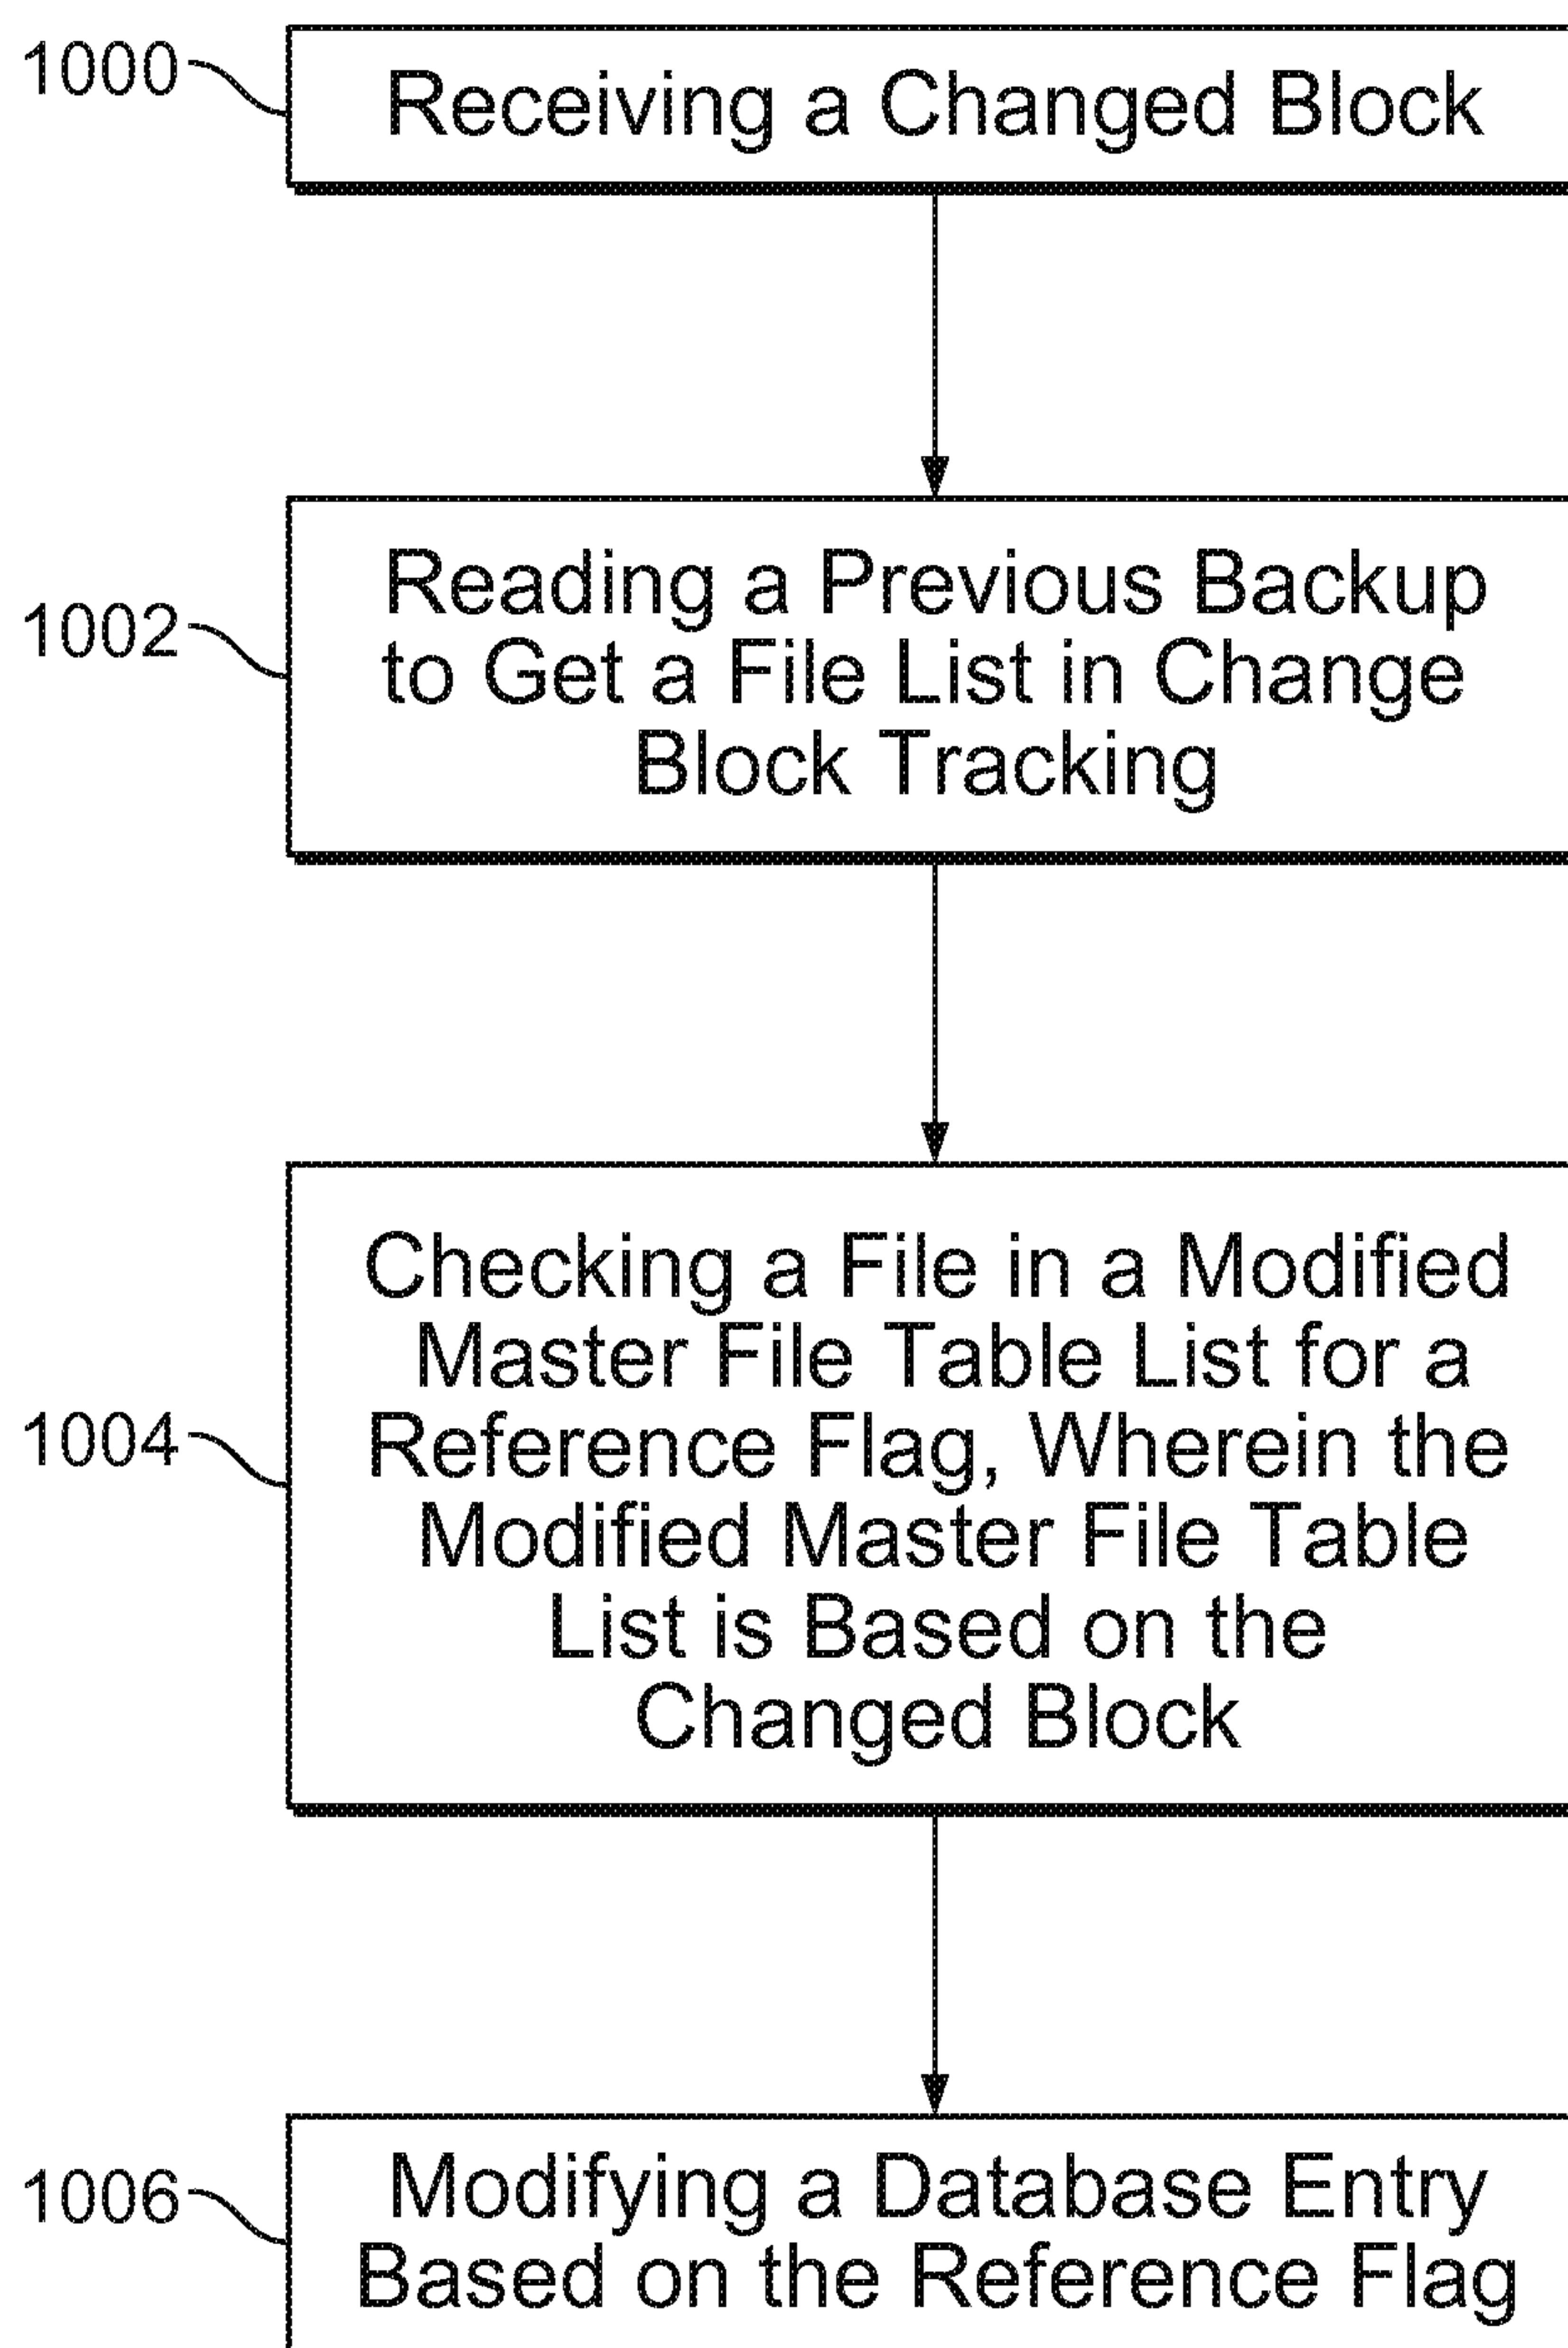 1000
Receiving a Changed Block
1002
Reading a Previous Backup
to Get a File List in Change
Block Tracking
1004
Checking a File in a Modified
Master File Table List for a
Reference Flag, Wherein the
Modified Master File Table
List is Based on the
Changed Block
1006
Modifying a Database Entry
Based on the Reference Flag